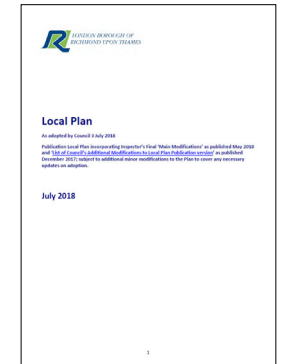 LONDON BOROUGH OF
RICHMOND UPON THAMES
Local Plan
As adopted by Council 3 July 2018
Publication Local Plan incorporating Inspector's Final 'Main Modifications' as published May 2018
and 'List of Council's Additional Modifications to Local Plan Publication version' as published
December 2017; subject to additional minor modifications to the Plan to cover any necessary
updates on adoption.
July 2018
1